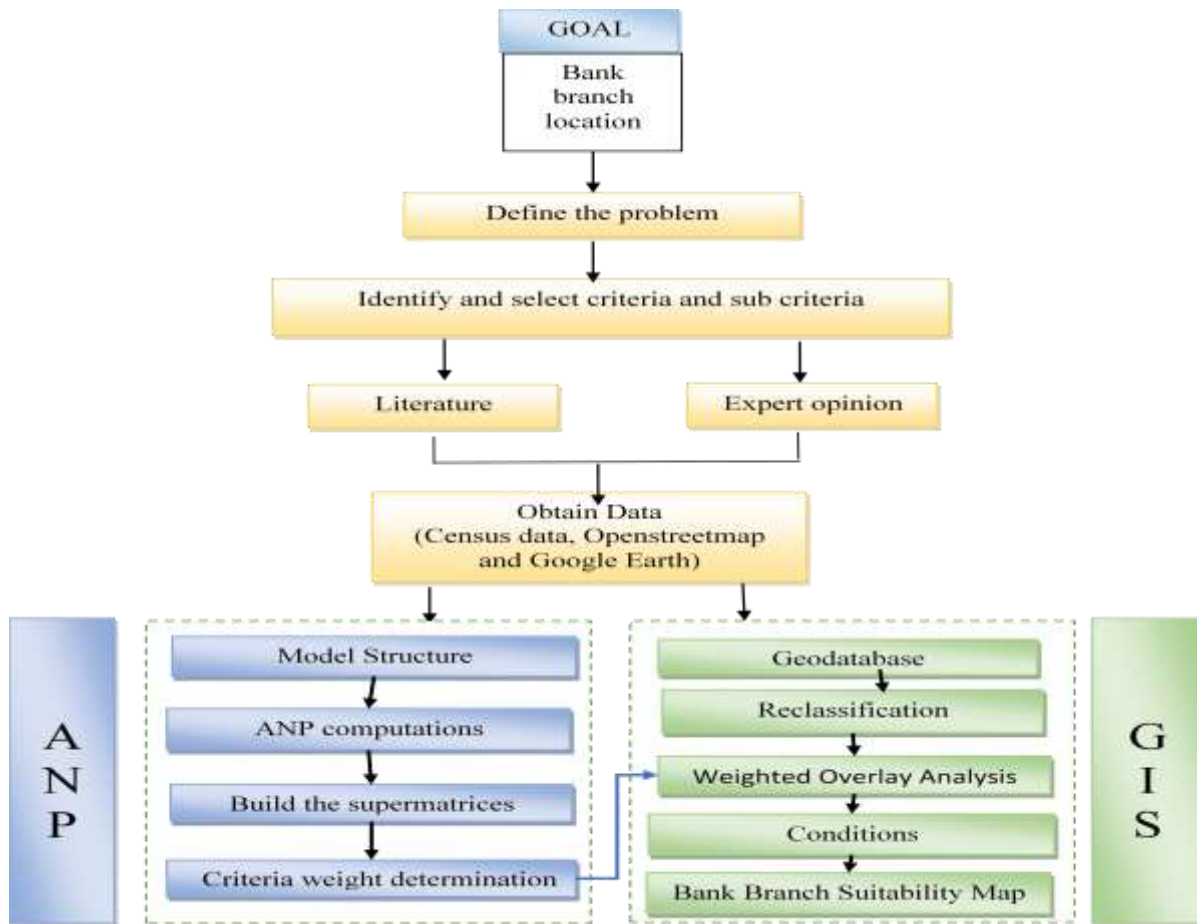 GOAL
Bank
branch
location
Define the problem
Identify and select criteria and sub criteria
Literature
Expert opinion
Obtain Data
(Census data, Openstreetmap
and Google Earth)
A
N
P
Model Structure
ANP computations
Build the supermatrices
Criteria weight determination
Geodatabase
Reclassification
Weighted Overlay Analysis
Conditions
Bank Branch Suitability Map
G
I
S